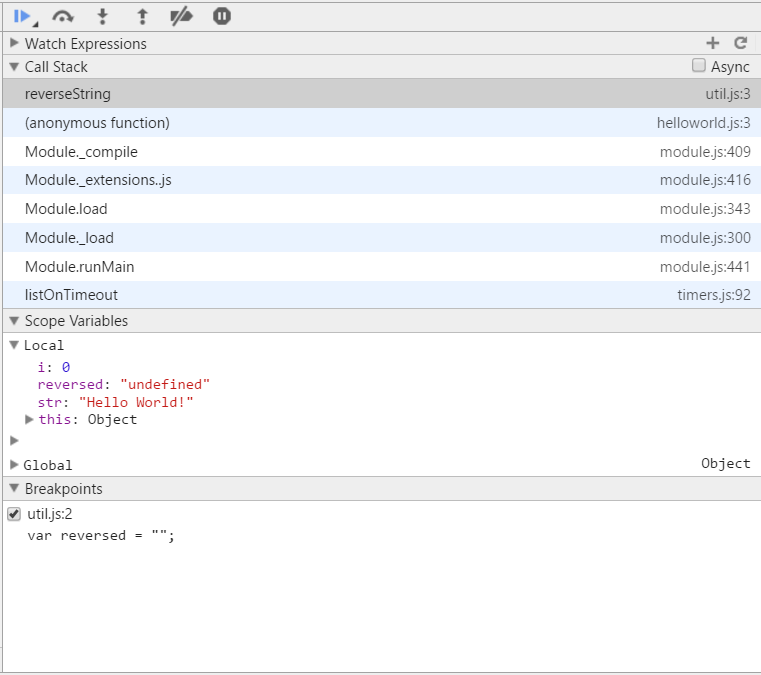 Watch Expressions
Call Stack Async
reverseString util.js:3
(anonymous function) helloworld.js:3
Module._compile module.js:409
Module._extensions..js module.js:416
Module.load module.js:343
Module._load module.js:300
Module.runMain module.js:441
listOnTimeout timers.js:92
Scope Variables
Local
i: 0
reversed: "undefined"
str: "Hello World!"
this: Object
Global Object
Breakpoints
util.js:2
var reversed = "";